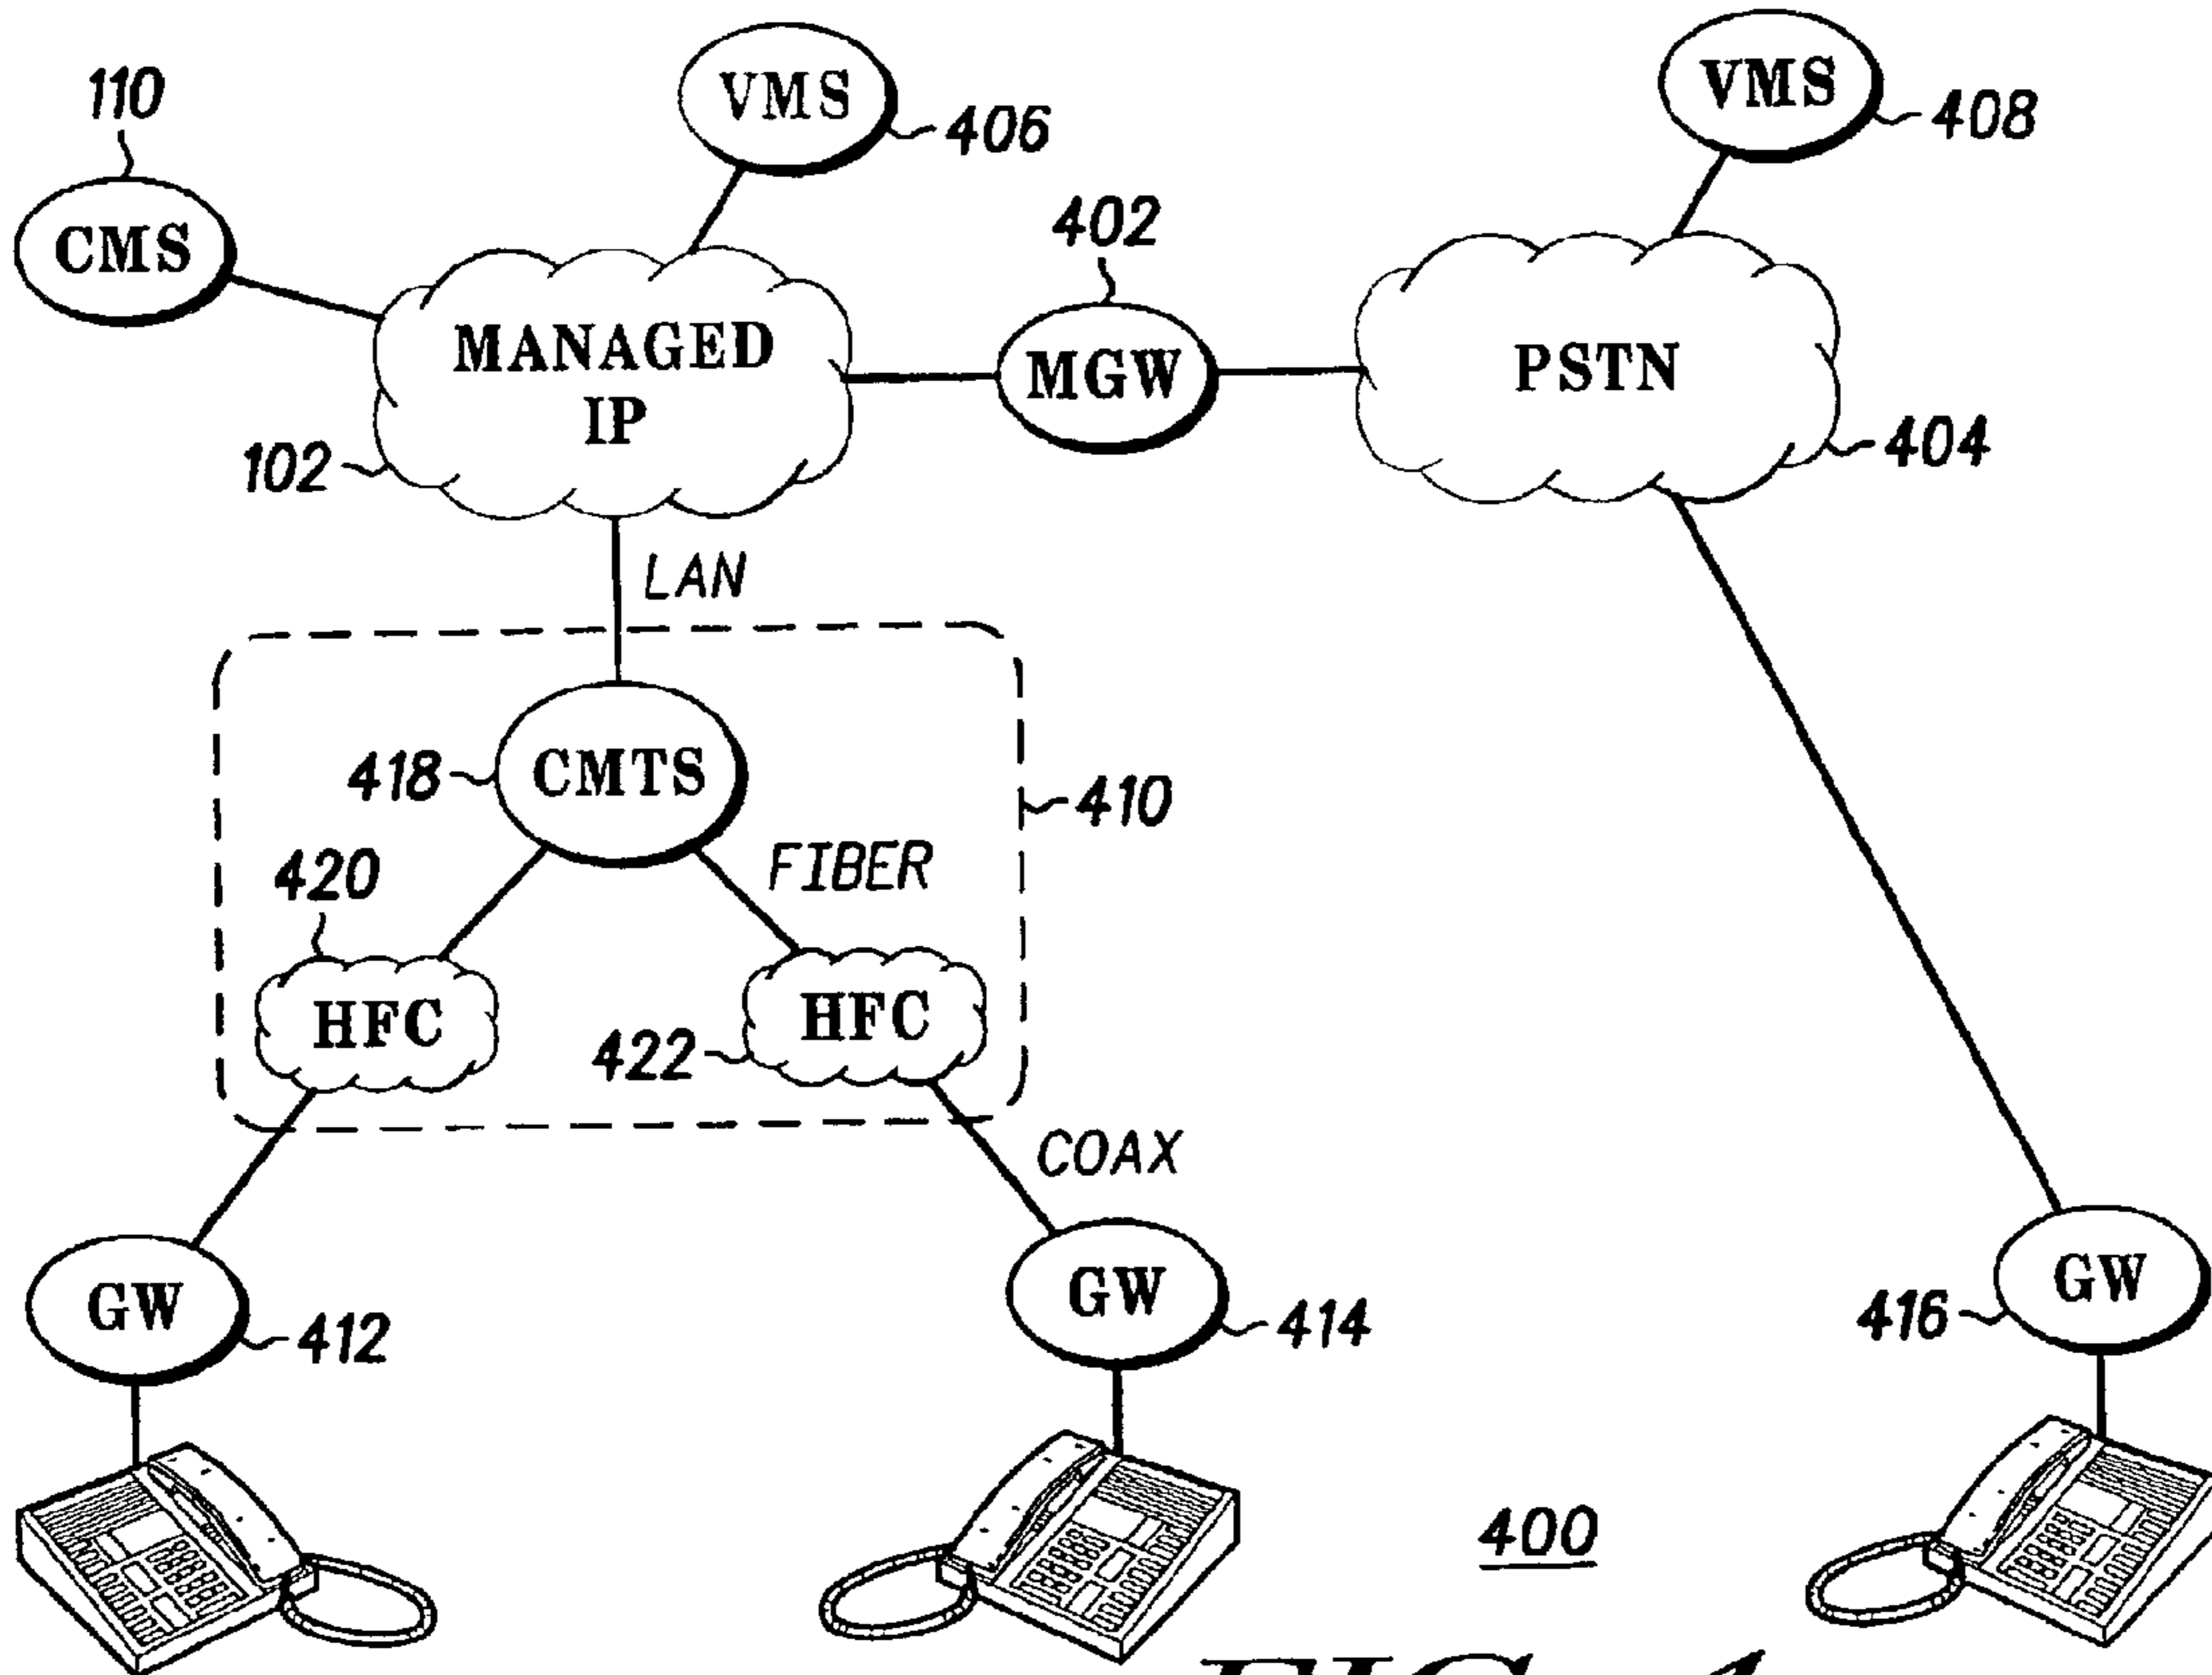 110
VMS
406
VMS
408
CMS
402
MANAGED
IP
MGW
PSTN
102
404
LAN
418
CMTS
410
420
FIBER
HFC
HFC
422
COAX
GW
412
GW
414
GW
416
400